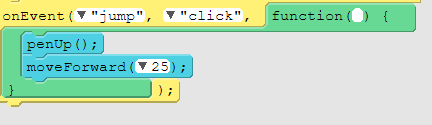 onEvent(▼"jump", ▼"click", function( ) {
penUp();
moveForward(▼25);
} );